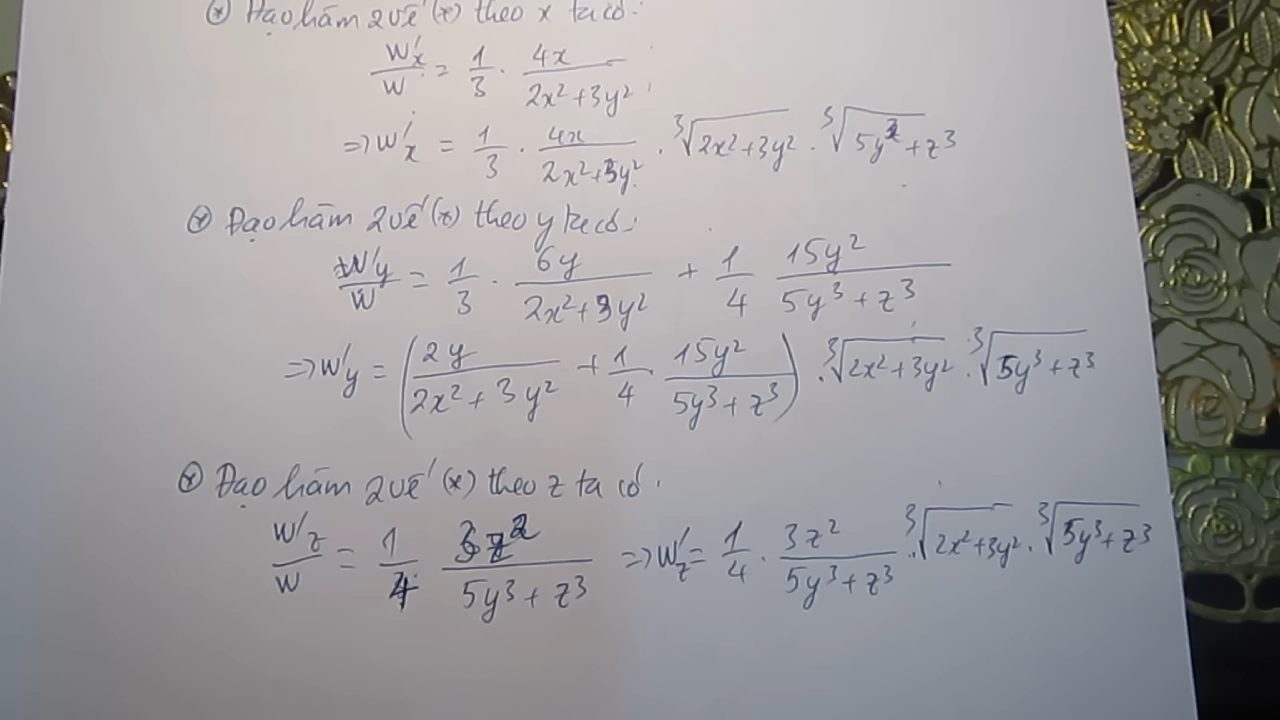 ⊛ Đạo hàm 2 vế (*) theo x ta có:
W'x/W = 1/3 · 4x/(2x²+3y²)
=> W'x = 1/3 · 4x/(2x²+3y²) · ∛(2x²+3y²) · ∛(5y³+z³)
⊛ Đạo hàm 2 vế (*) theo y ta có:
W'y/W = 1/3 · 6y/(2x²+3y²) + 1/4 15y²/(5y³+z³)
=> W'y = (2y/(2x²+3y²) + 1/4 · 15y²/(5y³+z³)) · ∛(2x²+3y²) · ∛(5y³+z³)
⊛ Đạo hàm 2 vế (*) theo z ta có:
W'z/W = 1/4 3z²/(5y³+z³) => W'z = 1/4 · 3z²/(5y³+z³) · ∛(2x²+3y²) · ∛(5y³+z³)